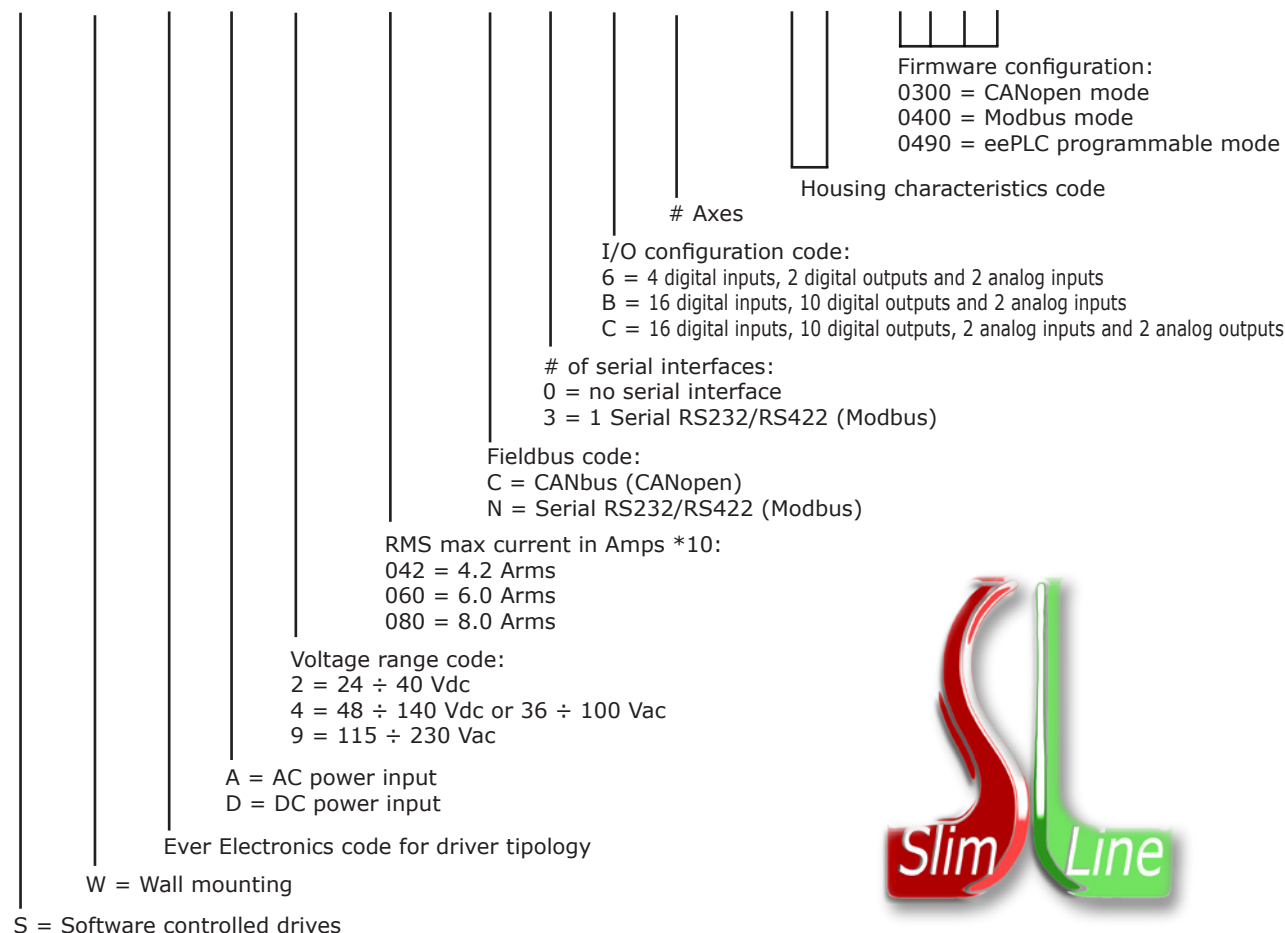 Firmware configuration:
0300 = CANopen mode
0400 = Modbus mode
0490 = eePLC programmable mode
Housing characteristics code
# Axes
I/O configuration code:
6 = 4 digital inputs, 2 digital outputs and 2 analog inputs
B = 16 digital inputs, 10 digital outputs and 2 analog inputs
C = 16 digital inputs, 10 digital outputs, 2 analog inputs and 2 analog outputs
# of serial interfaces:
0 = no serial interface
3 = 1 Serial RS232/RS422 (Modbus)
Fieldbus code:
C = CANbus (CANopen)
N = Serial RS232/RS422 (Modbus)
RMS max current in Amps *10:
042 = 4.2 Arms
060 = 6.0 Arms
080 = 8.0 Arms
Voltage range code:
2 = 24 ÷ 40 Vdc
4 = 48 ÷ 140 Vdc or 36 ÷ 100 Vac
9 = 115 ÷ 230 Vac
A = AC power input
D = DC power input
Ever Electronics code for driver tipology
W = Wall mounting
S = Software controlled drives
Slim Line